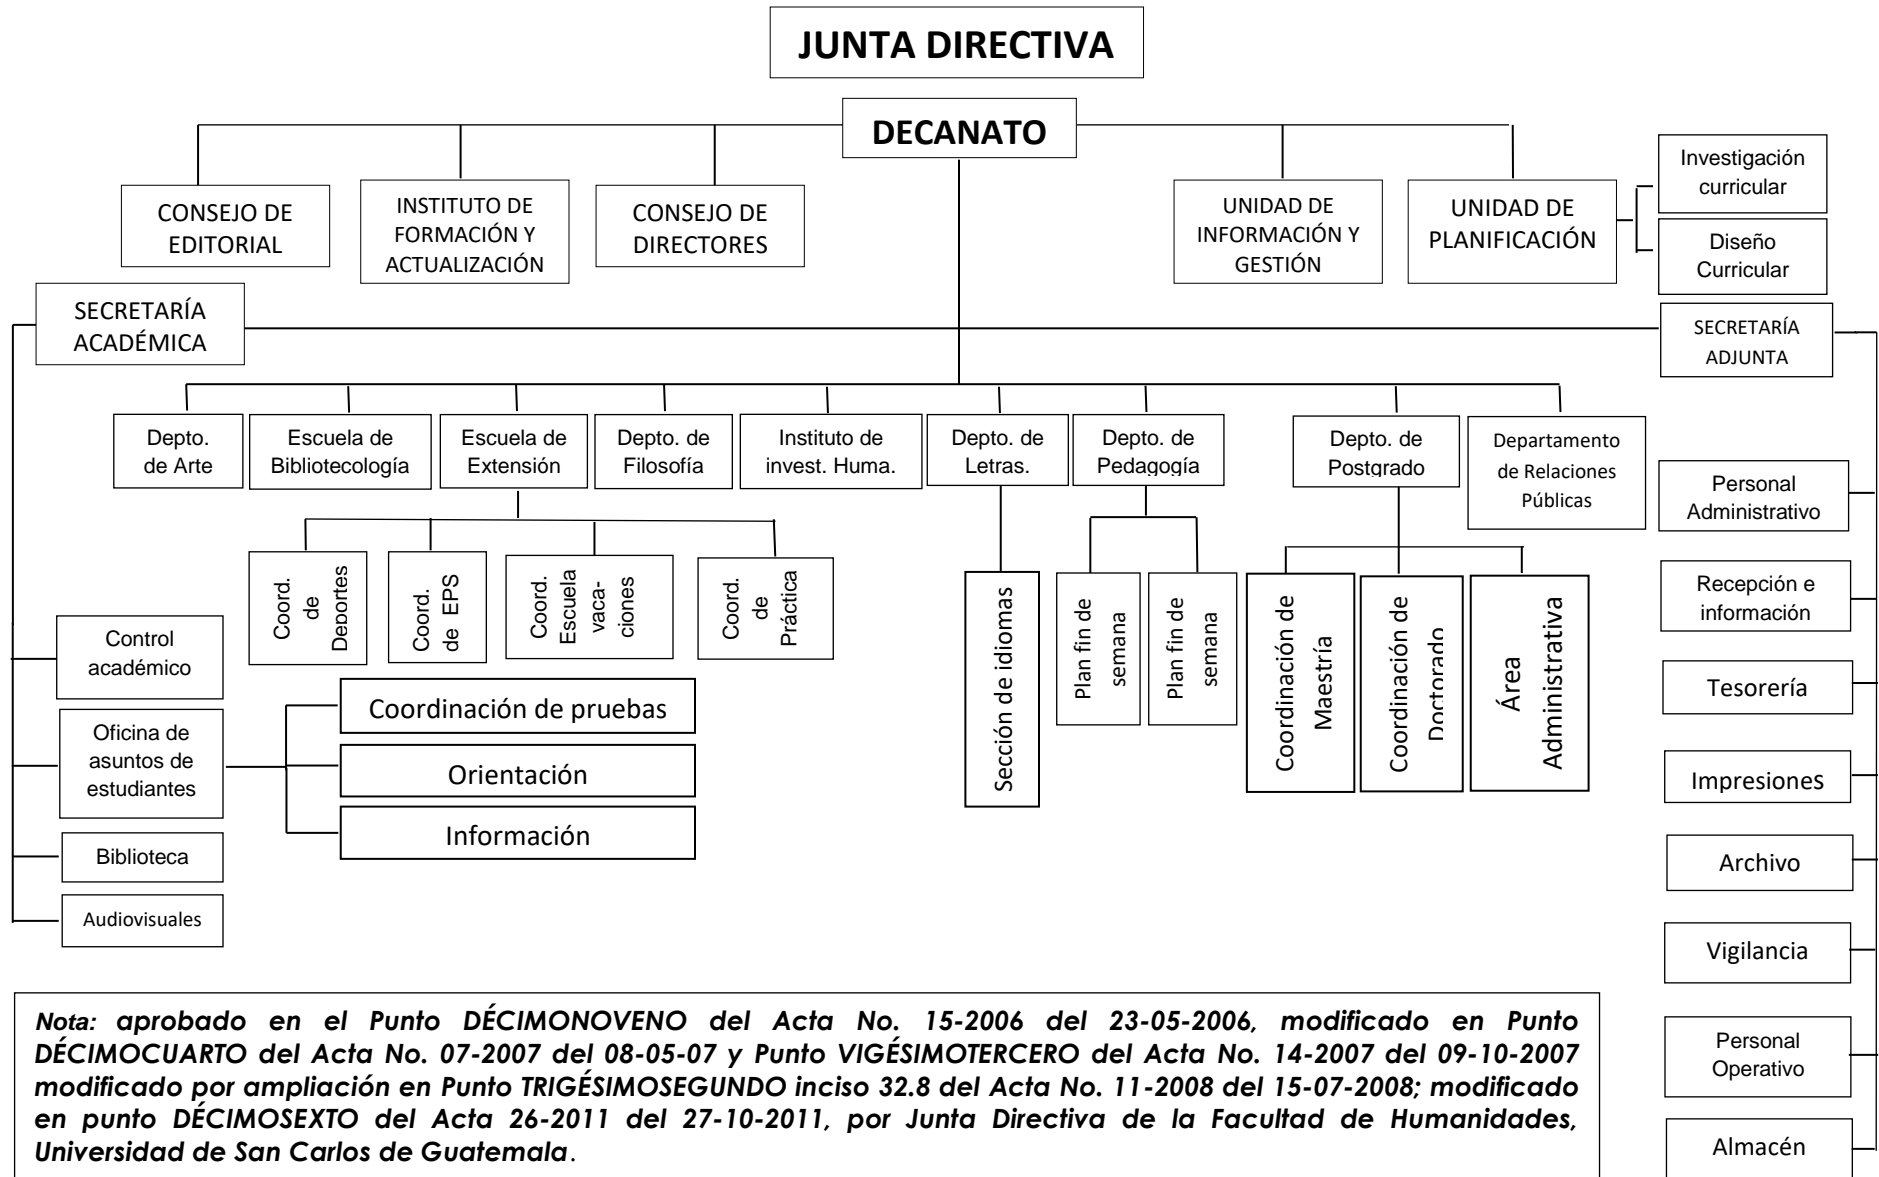 JUNTA DIRECTIVA
DECANATO
CONSEJO DE
EDITORIAL
INSTITUTO DE
FORMACIÓN Y
ACTUALIZACIÓN
CONSEJO DE
DIRECTORES
UNIDAD DE
INFORMACIÓN Y
GESTIÓN
UNIDAD DE
PLANIFICACIÓN
Investigación
curricular
Diseño
Curricular
SECRETARÍA
ACADÉMICA
SECRETARÍA
ADJUNTA
Depto.
de Arte
Escuela de
Bibliotecología
Escuela de
Extensión
Depto. de
Filosofía
Instituto de
invest. Huma.
Depto. de
Letras.
Depto. de
Pedagogía
Depto. de
Postgrado
Departamento
de Relaciones
Públicas
Coord.
de
Deportes
Coord.
de EPS
Coord.
Escuela
vaca-
ciones
Coord.
de
Práctica
Sección de idiomas
Plan fin de
semana
Plan fin de
semana
Coordinación de
Maestría
Coordinación de
Doctorado
Área
Administrativa
Control
académico
Oficina de
asuntos de
estudiantes
Biblioteca
Audiovisuales
Coordinación de pruebas
Orientación
Información
Personal
Administrativo
Recepción e
información
Tesorería
Impresiones
Archivo
Vigilancia
Personal
Operativo
Almacén
Nota: aprobado en el Punto DÉCIMONOVENO del Acta No. 15-2006 del 23-05-2006, modificado en Punto
DÉCIMOCUARTO del Acta No. 07-2007 del 08-05-07 y Punto VIGÉSIMOTERCERO del Acta No. 14-2007 del 09-10-2007
modificado por ampliación en Punto TRIGÉSIMOSEGUNDO inciso 32.8 del Acta No. 11-2008 del 15-07-2008; modificado
en punto DÉCIMOSEXTO del Acta 26-2011 del 27-10-2011, por Junta Directiva de la Facultad de Humanidades,
Universidad de San Carlos de Guatemala.